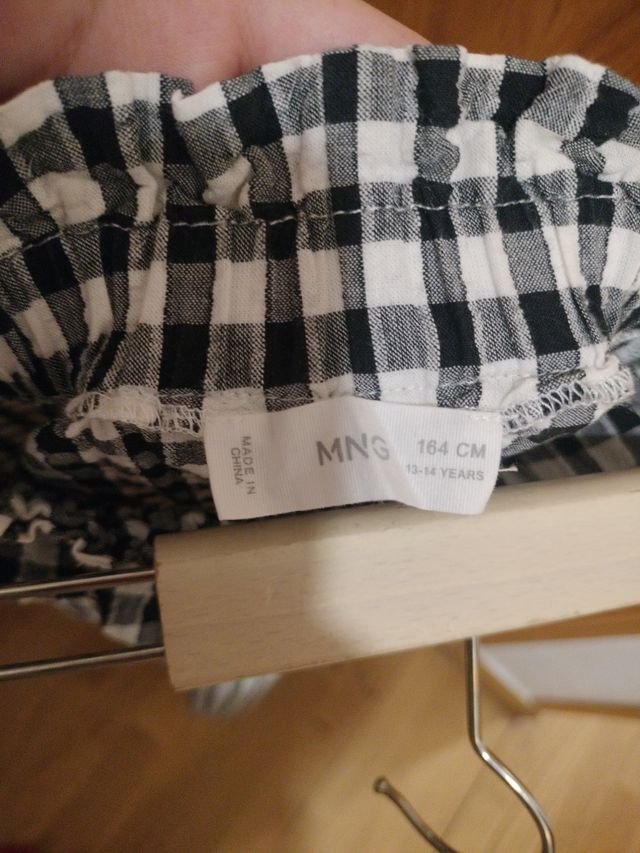 MADE IN
CHINA
MNG
164 CM
13-14 YEARS